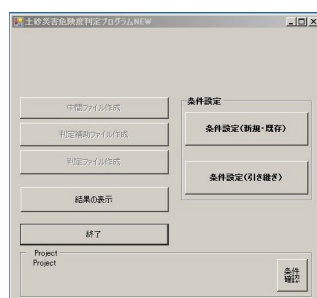 土砂災害危険度判定プログラムNEW
中間ファイル作成
判定補助ファイル作成
判定ファイル作成
結果の表示
終了
条件設定
条件設定(新規・既存)
条件設定(引き継ぎ)
Project
Project
条件
確認